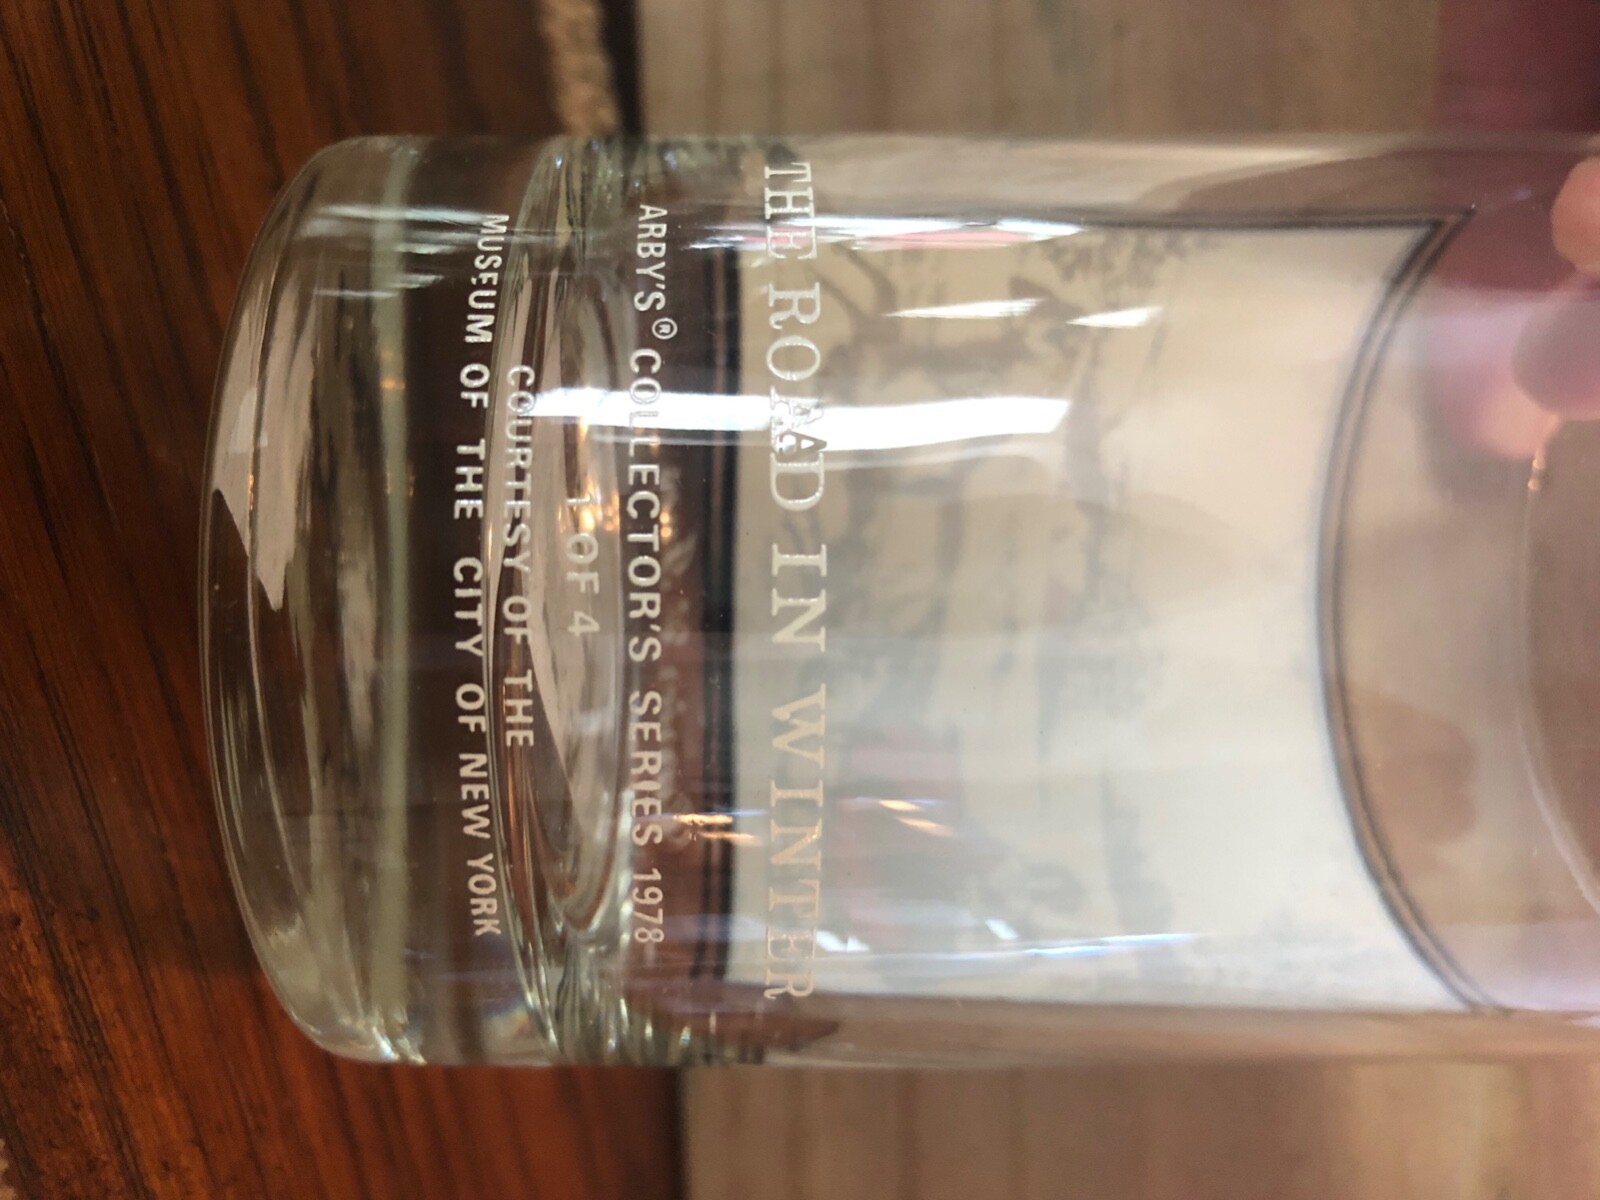 THE ROAD IN WINTER
ARBY'S® COLLECTOR'S SERIES 1978
1 OF 4
COURTESY OF THE
MUSEUM OF THE CITY OF NEW YORK